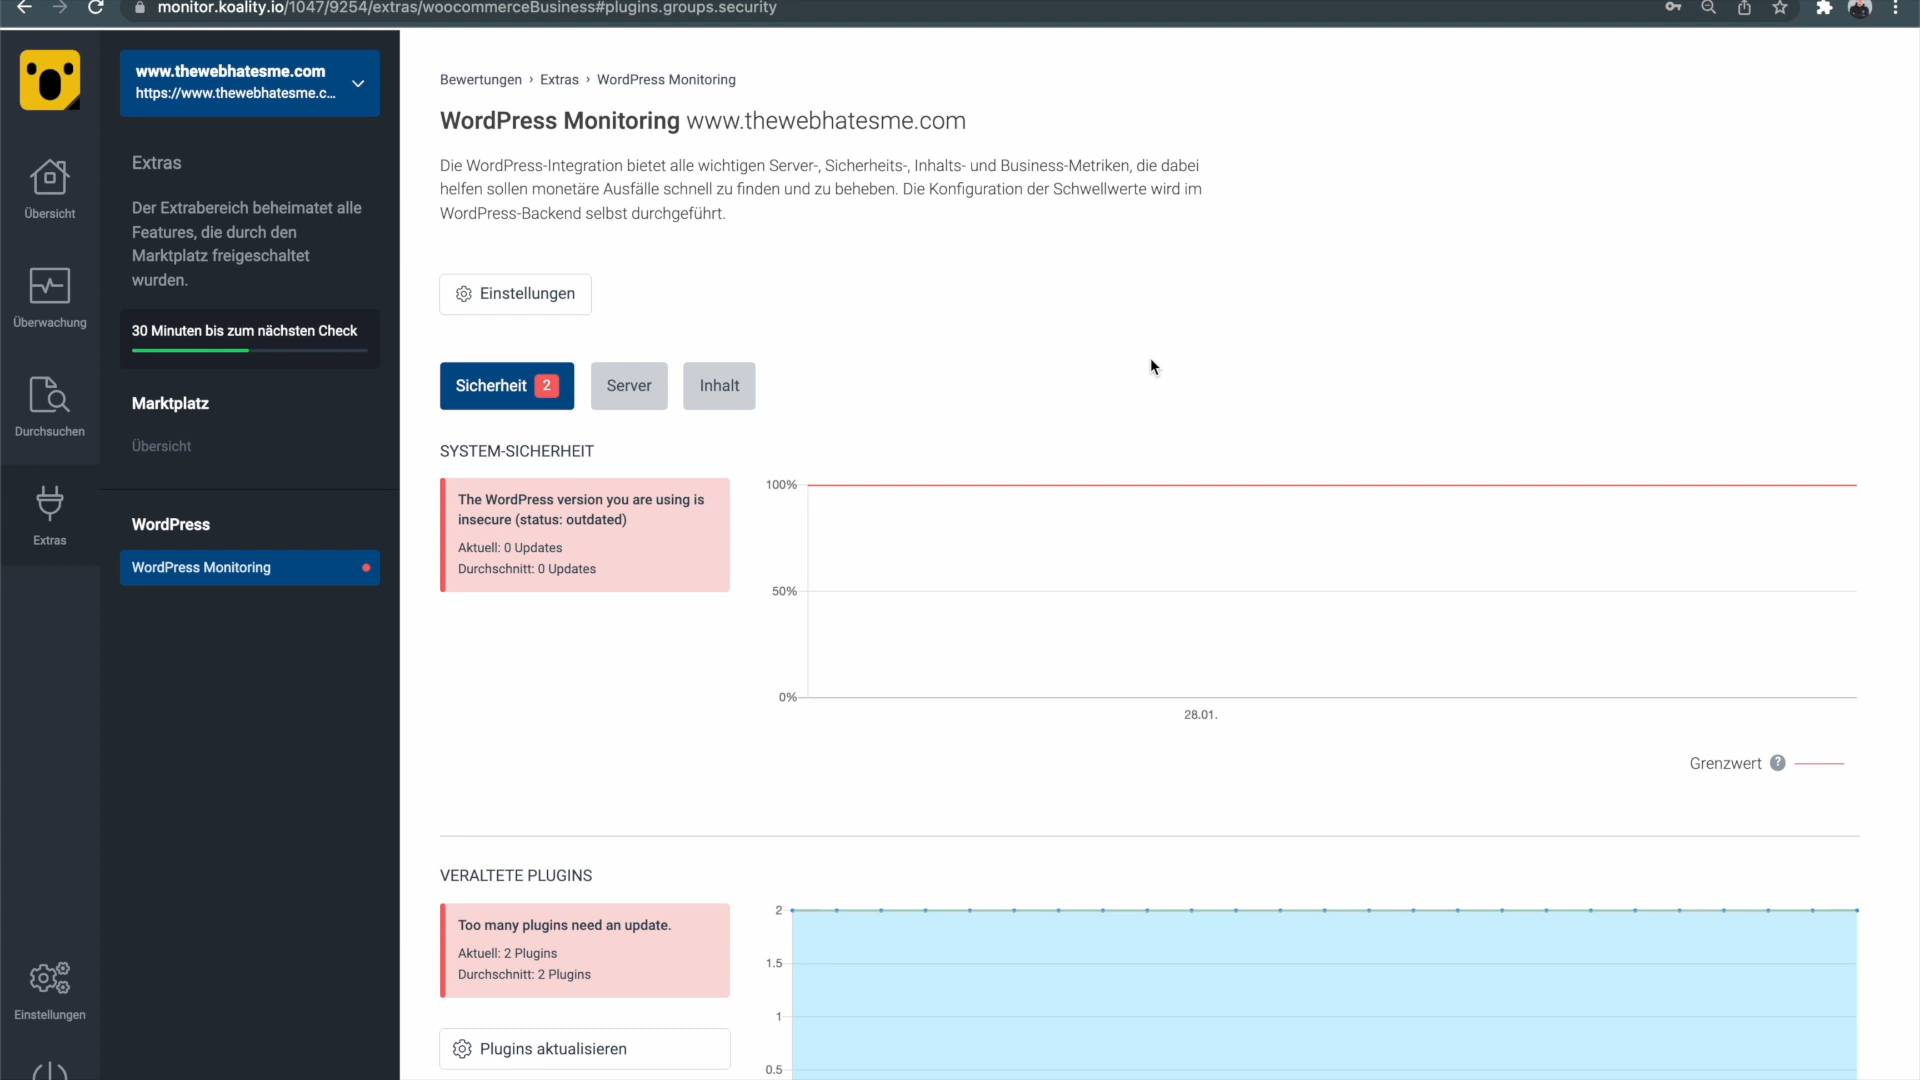 monitor.koality.io/1047/9254/extras/woocommerceBusiness#plugins.groups.security
www.thewebhatesme.com
https://www.thewebhatesme.c...
Übersicht
Überwachung
Durchsuchen
Extras
Einstellungen
Extras
Der Extrabereich beheimatet alle
Features, die durch den
Marktplatz freigeschaltet
wurden.
30 Minuten bis zum nächsten Check
Marktplatz
Übersicht
WordPress
WordPress Monitoring
Bewertungen › Extras › WordPress Monitoring
WordPress Monitoring www.thewebhatesme.com
Die WordPress-Integration bietet alle wichtigen Server-, Sicherheits-, Inhalts- und Business-Metriken, die dabei
helfen sollen monetäre Ausfälle schnell zu finden und zu beheben. Die Konfiguration der Schwellwerte wird im
WordPress-Backend selbst durchgeführt.
Einstellungen
Sicherheit 2 Server Inhalt
SYSTEM-SICHERHEIT
The WordPress version you are using is
insecure (status: outdated)
Aktuell: 0 Updates
Durchschnitt: 0 Updates
100%
50%
0%
28.01.
Grenzwert ?
VERALTETE PLUGINS
Too many plugins need an update.
Aktuell: 2 Plugins
Durchschnitt: 2 Plugins
Plugins aktualisieren
2
1.5
1
0.5